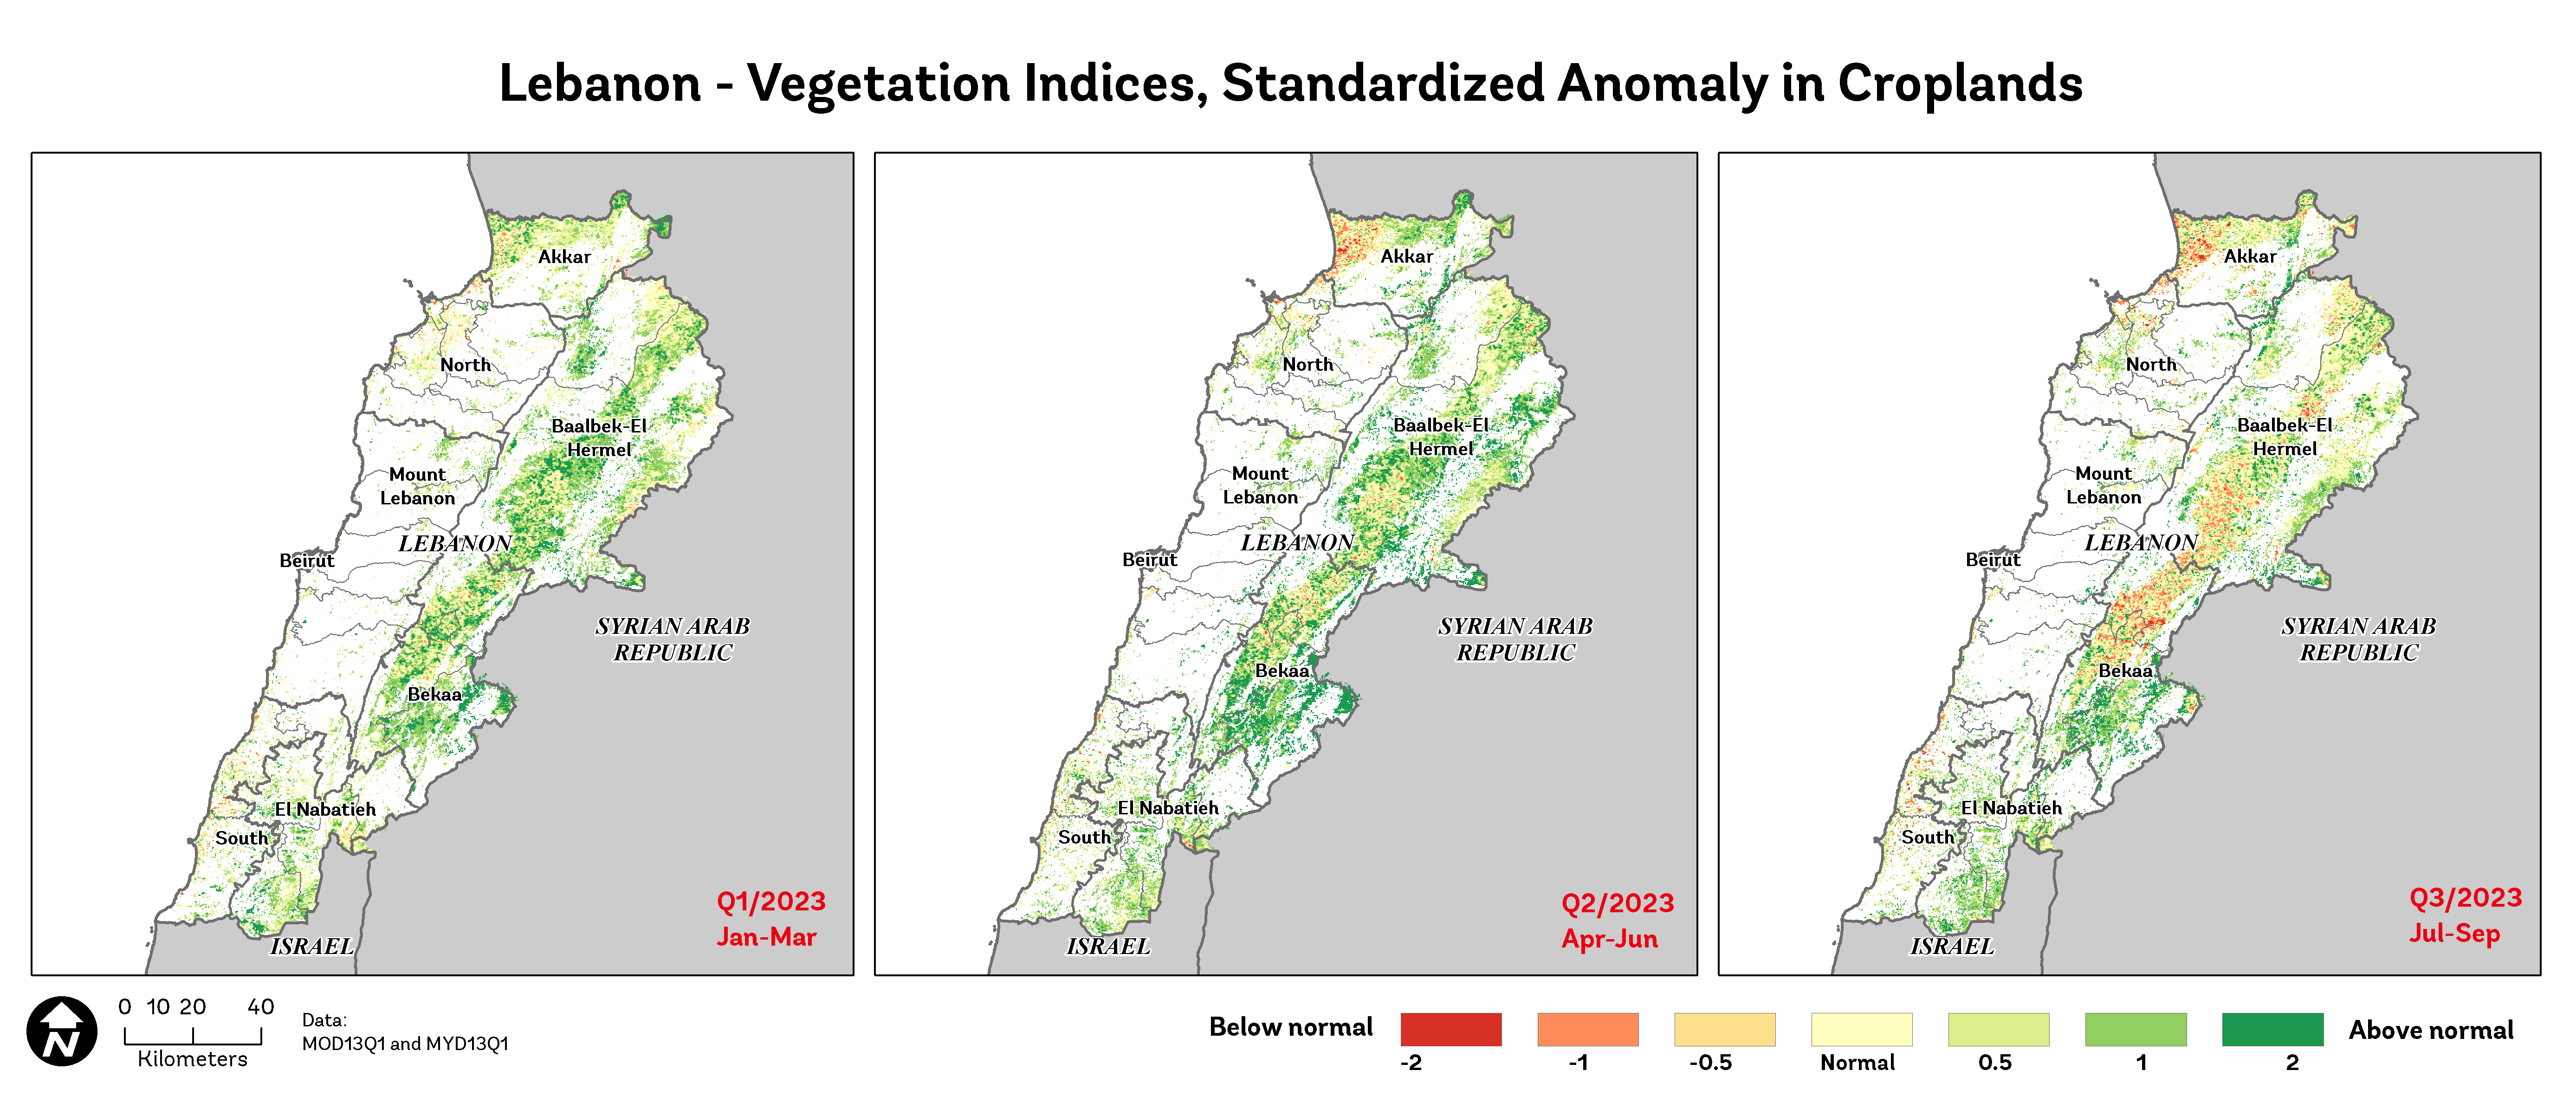 Lebanon - Vegetation Indices, Standardized Anomaly in Croplands
Akkar
North
Baalbek-El
Hermel
Mount
Lebanon
LEBANON
Beirut
SYRIAN ARAB
REPUBLIC
Bekaa
El Nabatieh
South
ISRAEL
Q1/2023
Jan-Mar
Akkar
North
Baalbek-El
Hermel
Mount
Lebanon
LEBANON
Beirut
SYRIAN ARAB
REPUBLIC
Bekaa
El Nabatieh
South
ISRAEL
Q2/2023
Apr-Jun
Akkar
North
Baalbek-El
Hermel
Mount
Lebanon
LEBANON
Beirut
SYRIAN ARAB
REPUBLIC
Bekaa
El Nabatieh
South
ISRAEL
Q3/2023
Jul-Sep
N
0 10 20 40
Kilometers
Data:
MOD13Q1 and MYD13Q1
Below normal
Above normal
-2 -1 -0.5 Normal 0.5 1 2